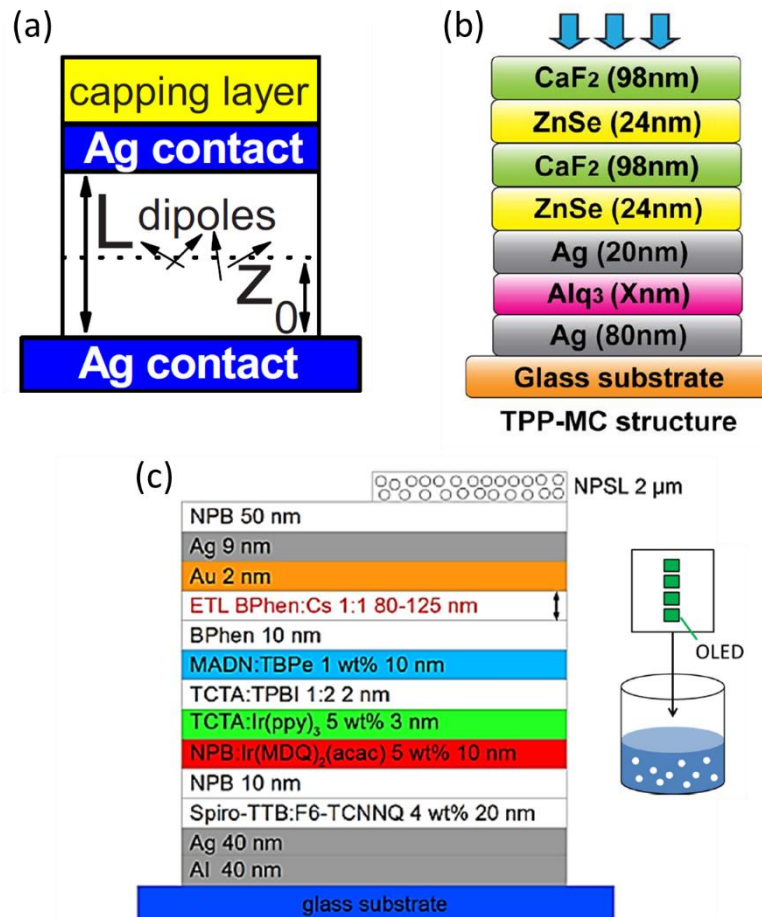 (a)
capping layer
Ag contact
L
dipoles
z₀
Ag contact
(b)
CaF₂ (98nm)
ZnSe (24nm)
CaF₂ (98nm)
ZnSe (24nm)
Ag (20nm)
Alq₃ (Xnm)
Ag (80nm)
Glass substrate
TPP-MC structure
(c)
NPSL 2 μm
NPB 50 nm
Ag 9 nm
Au 2 nm
ETL BPhen:Cs 1:1 80-125 nm
BPhen 10 nm
MADN:TBPe 1 wt% 10 nm
TCTA:TPBI 1:2 2 nm
TCTA:Ir(ppy)₃ 5 wt% 3 nm
NPB:Ir(MDQ)₂(acac) 5 wt% 10 nm
NPB 10 nm
Spiro-TTB:F6-TCNNQ 4 wt% 20 nm
Ag 40 nm
Al 40 nm
glass substrate
OLED